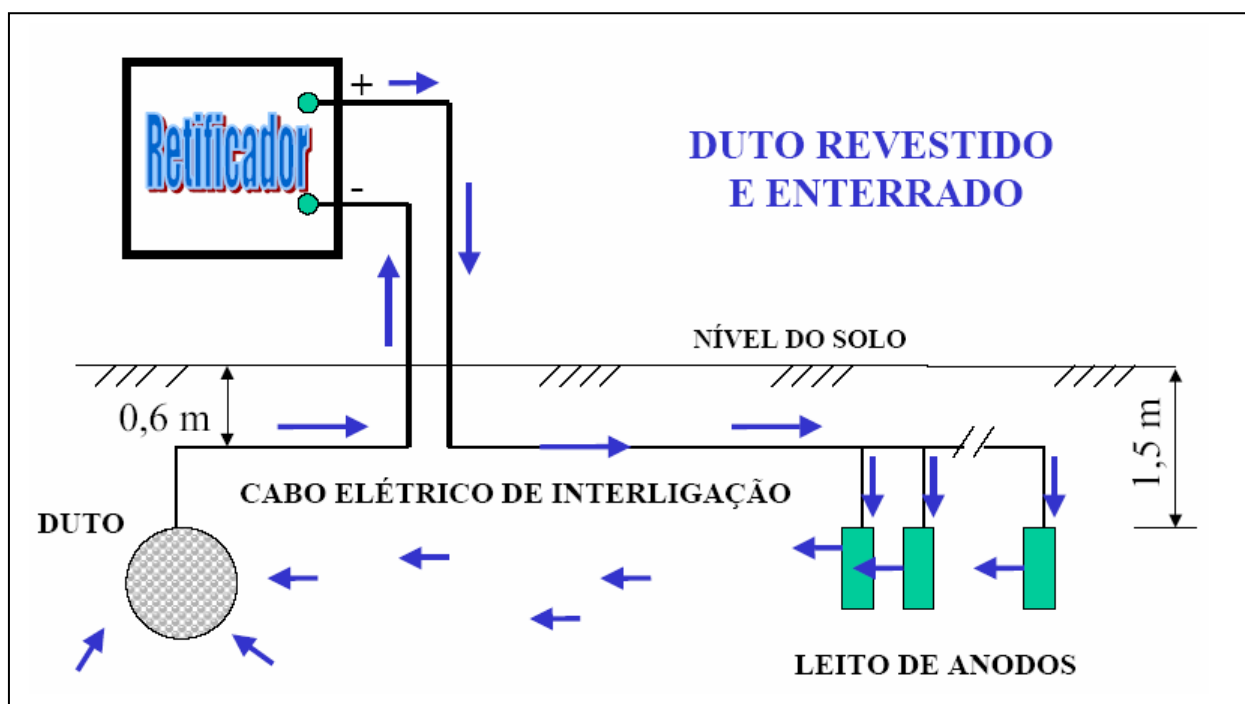 +
Retificador
-
DUTO REVESTIDO
E ENTERRADO
NÍVEL DO SOLO
0,6 m
1,5 m
CABO ELÉTRICO DE INTERLIGAÇÃO
DUTO
LEITO DE ANODOS